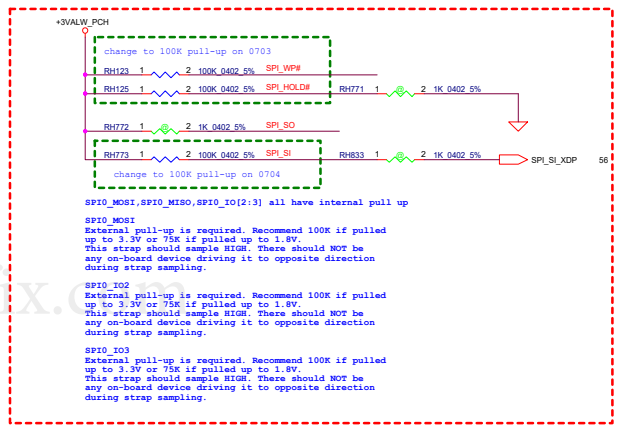 +3VALW_PCH
change to 100K pull-up on 0703
RH123 1 2 100K_0402_5% SPI_WP#
RH125 1 2 100K_0402_5% SPI_HOLD# RH771 1 @ 2 1K_0402_5%
RH772 1 @ 2 1K_0402_5% SPI_SO
RH773 1 2 100K_0402_5% SPI_SI RH833 1 @ 2 1K_0402_5% SPI_SI_XDP 56
change to 100K pull-up on 0704
SPI0_MOSI,SPI0_MISO,SPI0_IO[2:3] all have internal pull up
SPI0_MOSI
External pull-up is required. Recommend 100K if pulled
up to 3.3V or 75K if pulled up to 1.8V.
This strap should sample HIGH. There should NOT be
any on-board device driving it to opposite direction
during strap sampling.
SPI0_IO2
External pull-up is required. Recommend 100K if pulled
up to 3.3V or 75K if pulled up to 1.8V.
This strap should sample HIGH. There should NOT be
any on-board device driving it to opposite direction
during strap sampling.
SPI0_IO3
External pull-up is required. Recommend 100K if pulled
up to 3.3V or 75K if pulled up to 1.8V.
This strap should sample HIGH. There should NOT be
any on-board device driving it to opposite direction
during strap sampling.
ix.com